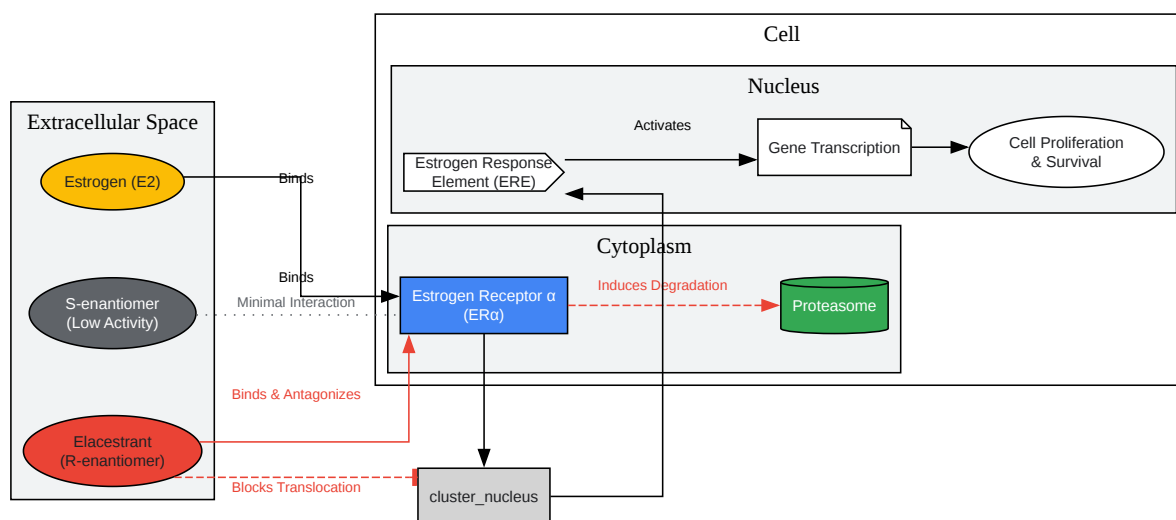 Cell
Nucleus
Extracellular Space
Activates
Gene Transcription
Cell Proliferation
& Survival
Estrogen Response
Element (ERE)
Estrogen (E2)
Binds
Cytoplasm
Binds
S-enantiomer
(Low Activity)
Minimal Interaction
Estrogen Receptor α
(ERα)
Induces Degradation
Proteasome
Binds & Antagonizes
Elacestrant
(R-enantiomer)
Blocks Translocation
cluster_nucleus